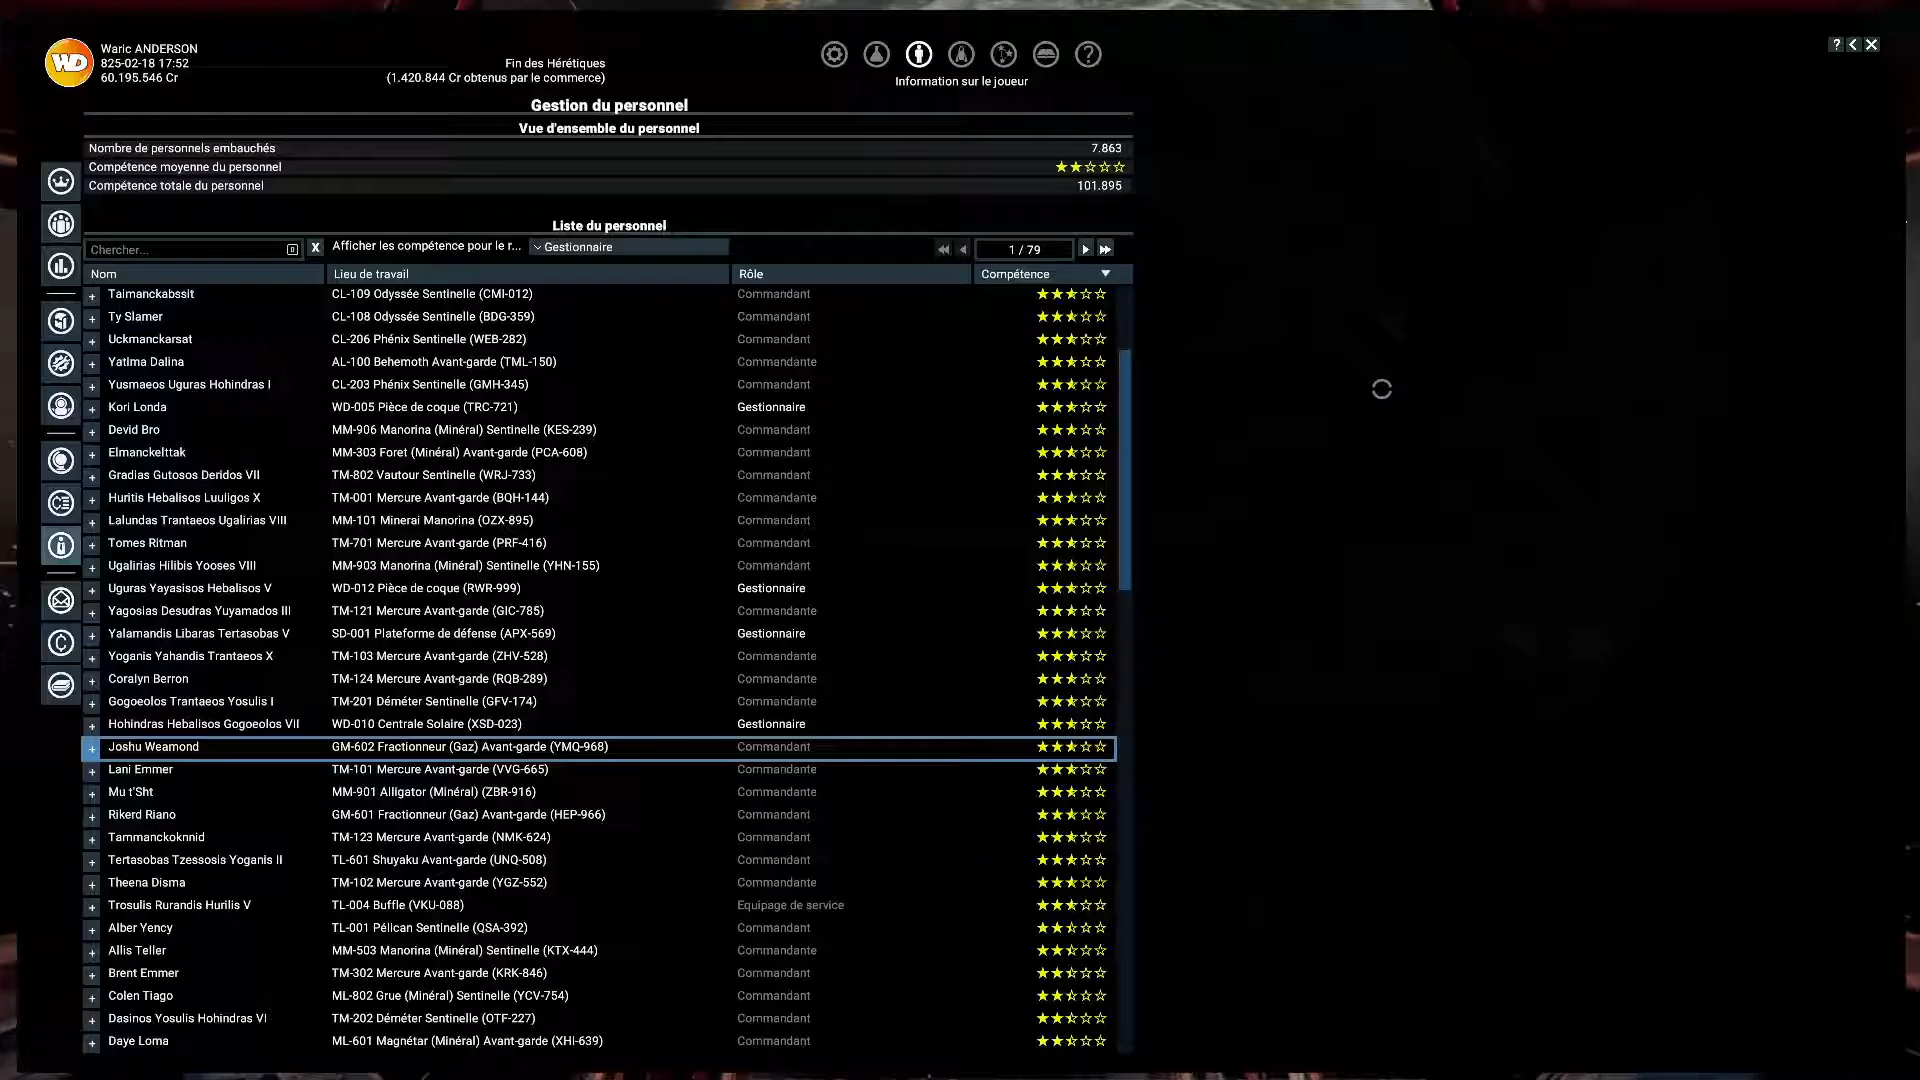 WD
Waric ANDERSON
825-02-18 17:52
60.195.546 Cr
Fin des Hérétiques
(1.420.844 Cr obtenus par le commerce)
Information sur le joueur
? < X
Gestion du personnel
Vue d'ensemble du personnel
Nombre de personnels embauchés 7.863
Compétence moyenne du personnel ★★☆☆☆
Compétence totale du personnel 101.895
Liste du personnel
Chercher... X Afficher les compétence pour le r... Gestionnaire 1 / 79
Nom Lieu de travail Rôle Compétence
+ Taimanckabssit CL-109 Odyssée Sentinelle (CMI-012) Commandant
+ Ty Slamer CL-108 Odyssée Sentinelle (BDG-359) Commandant
+ Uckmanckarsat CL-206 Phénix Sentinelle (WEB-282) Commandant
+ Yatima Dalina AL-100 Behemoth Avant-garde (TML-150) Commandante
+ Yusmaeos Uguras Hohindras I CL-203 Phénix Sentinelle (GMH-345) Commandant
+ Kori Londa WD-005 Pièce de coque (TRC-721) Gestionnaire
+ Devid Bro MM-906 Manorina (Minéral) Sentinelle (KES-239) Commandant
+ Elmanckelttak MM-303 Foret (Minéral) Avant-garde (PCA-608) Commandant
+ Gradias Gutosos Deridos VII TM-802 Vautour Sentinelle (WRJ-733) Commandant
+ Huritis Hebalisos Luuligos X TM-001 Mercure Avant-garde (BQH-144) Commandante
+ Lalundas Trantaeos Ugalirias VIII MM-101 Minerai Manorina (OZX-895) Commandant
+ Tomes Ritman TM-701 Mercure Avant-garde (PRF-416) Commandant
+ Ugalirias Hilibis Yooses VIII MM-903 Manorina (Minéral) Sentinelle (YHN-155) Commandant
+ Uguras Yayasisos Hebalisos V WD-012 Pièce de coque (RWR-999) Gestionnaire
+ Yagosias Desudras Yuyamados III TM-121 Mercure Avant-garde (GIC-785) Commandante
+ Yalamandis Libaras Tertasobas V SD-001 Plateforme de défense (APX-569) Gestionnaire
+ Yoganis Yahandis Trantaeos X TM-103 Mercure Avant-garde (ZHV-528) Commandante
+ Coralyn Berron TM-124 Mercure Avant-garde (RQB-289) Commandante
+ Gogoeolos Trantaeos Yosulis I TM-201 Déméter Sentinelle (GFV-174) Commandante
+ Hohindras Hebalisos Gogoeolos VII WD-010 Centrale Solaire (XSD-023) Gestionnaire
+ Joshu Weamond GM-602 Fractionneur (Gaz) Avant-garde (YMQ-968) Commandant
+ Lani Emmer TM-101 Mercure Avant-garde (VVG-665) Commandante
+ Mu t'Sht MM-901 Alligator (Minéral) (ZBR-916) Commandante
+ Rikerd Riano GM-601 Fractionneur (Gaz) Avant-garde (HEP-966) Commandant
+ Tammanckoknnid TM-123 Mercure Avant-garde (NMK-624) Commandant
+ Tertasobas Tzessosis Yoganis II TL-601 Shuyaku Avant-garde (UNQ-508) Commandant
+ Theena Disma TM-102 Mercure Avant-garde (YGZ-552) Commandante
+ Trosulis Rurandis Hurilis V TL-004 Buffle (VKU-088) Equipage de service
+ Alber Yency TL-001 Pélican Sentinelle (QSA-392) Commandant
+ Allis Teller MM-503 Manorina (Minéral) Sentinelle (KTX-444) Commandante
+ Brent Emmer TM-302 Mercure Avant-garde (KRK-846) Commandant
+ Colen Tiago ML-802 Grue (Minéral) Sentinelle (YCV-754) Commandant
+ Dasinos Yosulis Hohindras VI TM-202 Déméter Sentinelle (OTF-227) Commandant
+ Daye Loma ML-601 Magnétar (Minéral) Avant-garde (XHI-639) Commandant